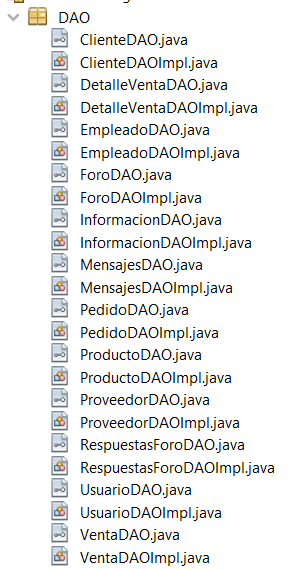 DAO
ClienteDAO.java
ClienteDAOImpl.java
DetalleVentaDAO.java
DetalleVentaDAOImpl.java
EmpleadoDAO.java
EmpleadoDAOImpl.java
ForoDAO.java
ForoDAOImpl.java
InformacionDAO.java
InformacionDAOImpl.java
MensajesDAO.java
MensajesDAOImpl.java
PedidoDAO.java
PedidoDAOImpl.java
ProductoDAO.java
ProductoDAOImpl.java
ProveedorDAO.java
ProveedorDAOImpl.java
RespuestasForoDAO.java
RespuestasForoDAOImpl.java
UsuarioDAO.java
UsuarioDAOImpl.java
VentaDAO.java
VentaDAOImpl.java